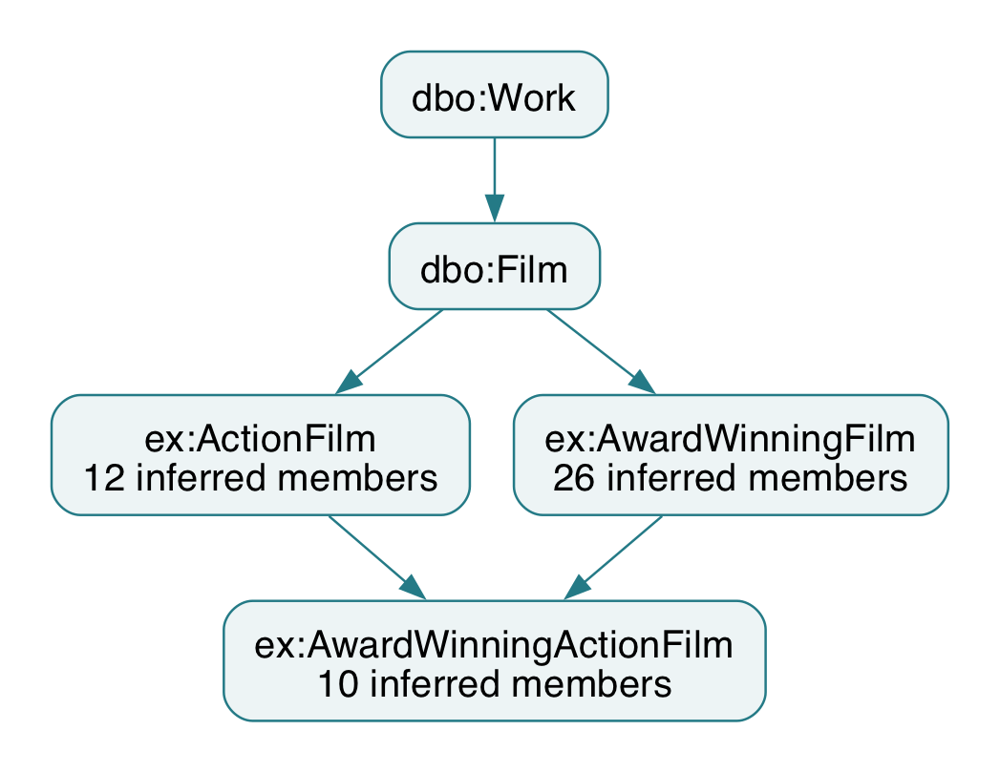 dbo:Work
dbo:Film
ex:ActionFilm
12 inferred members
ex:AwardWinningFilm
26 inferred members
ex:AwardWinningActionFilm
10 inferred members